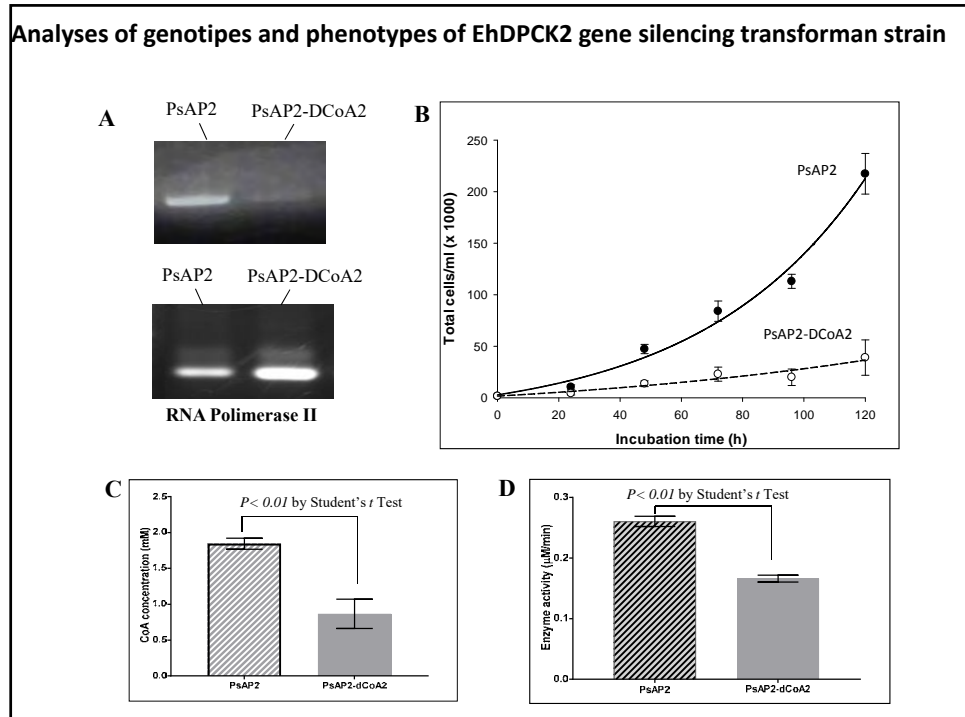 Analyses of genotipes and phenotypes of EhDPCK2 gene silencing transforman strain
A
PsAP2 PsAP2-DCoA2
PsAP2 PsAP2-DCoA2
RNA Polimerase II
B
Total cells/ml (x 1000)
250
200
150
100
50
0
0 20 40 60 80 100 120
Incubation time (h)
PsAP2
PsAP2-DCoA2
C
P< 0.01 by Student's t Test
CoA concentration (mM)
2.5
2.0
1.5
1.0
0.5
0.0
PsAP2 PsAP2-dCoA2
D
P< 0.01 by Student's t Test
Enzyme activity (µM/min)
0.3
0.2
0.1
0.0
PsAP2 PsAP2-dCoA2